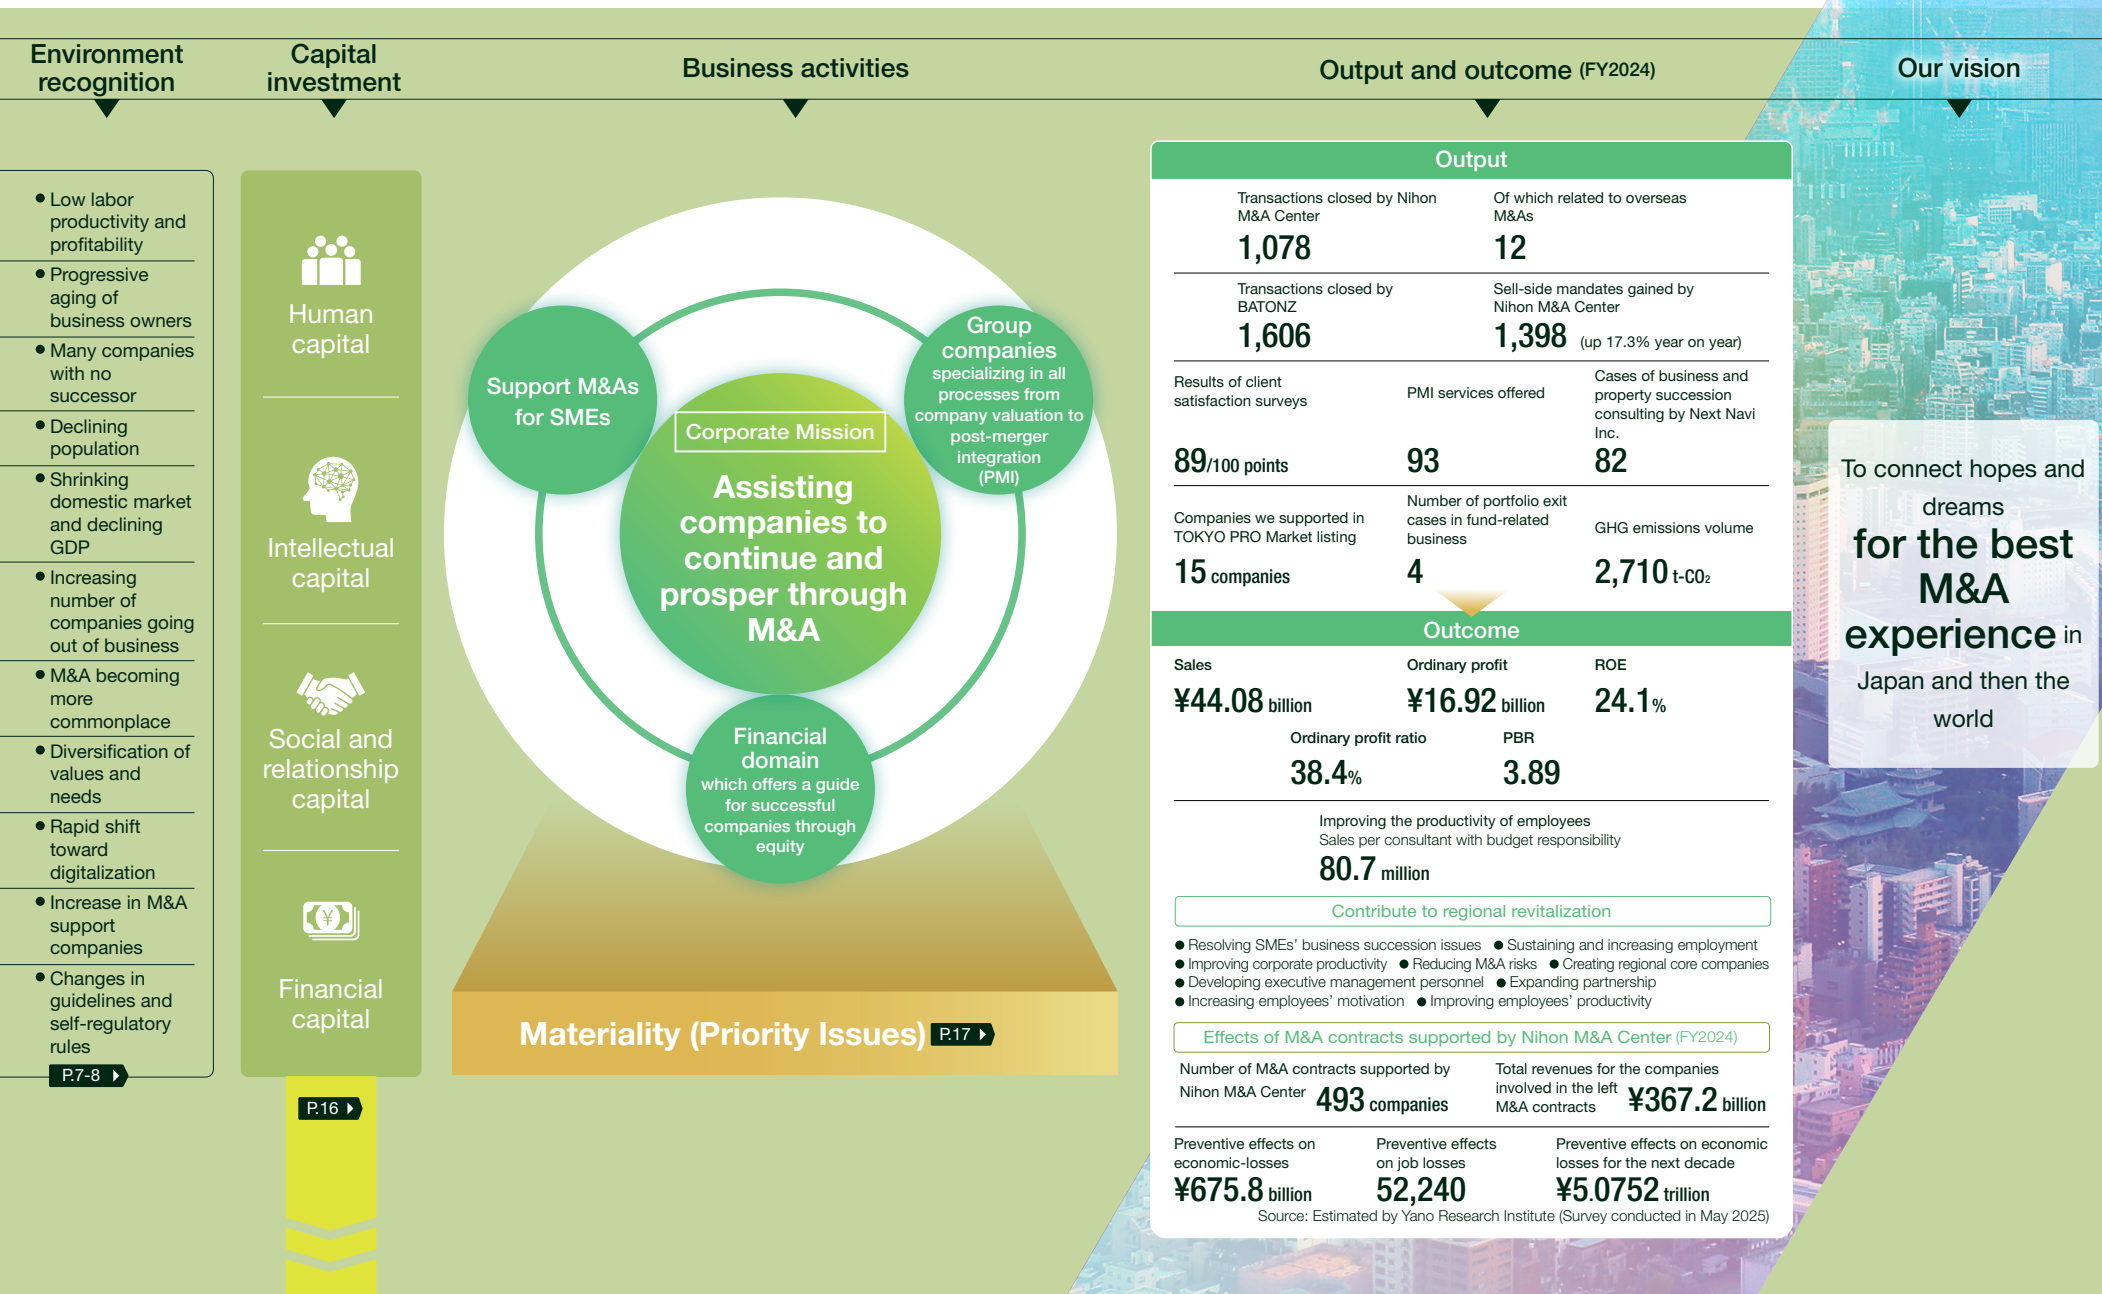 Environment
recognition
Capital
investment
Business activities
Output and outcome (FY2024)
Our vision
● Low labor
productivity and
profitability
● Progressive
aging of
business owners
● Many companies
with no
successor
● Declining
population
● Shrinking
domestic market
and declining
GDP
● Increasing
number of
companies going
out of business
● M&A becoming
more
commonplace
● Diversification of
values and
needs
● Rapid shift
toward
digitalization
● Increase in M&A
support
companies
● Changes in
guidelines and
self-regulatory
rules
P.7-8
Human
capital
Intellectual
capital
Social and
relationship
capital
¥
Financial
capital
P.16
Support M&As
for SMEs
Group
companies
specializing in all
processes from
company valuation to
post-merger
integration
(PMI)
Corporate Mission
Assisting
companies to
continue and
prosper through
M&A
Financial
domain
which offers a guide
for successful
companies through
equity
Materiality (Priority Issues) P.17
Output
Transactions closed by Nihon
M&A Center
1,078
Of which related to overseas
M&As
12
Transactions closed by
BATONZ
1,606
Sell-side mandates gained by
Nihon M&A Center
1,398 (up 17.3% year on year)
Results of client
satisfaction surveys
89/100 points
PMI services offered
93
Cases of business and
property succession
consulting by Next Navi
Inc.
82
Companies we supported in
TOKYO PRO Market listing
15 companies
Number of portfolio exit
cases in fund-related
business
4
GHG emissions volume
2,710 t-CO₂
Outcome
Sales
¥44.08 billion
Ordinary profit
¥16.92 billion
ROE
24.1%
Ordinary profit ratio
38.4%
PBR
3.89
Improving the productivity of employees
Sales per consultant with budget responsibility
80.7 million
Contribute to regional revitalization
● Resolving SMEs' business succession issues ● Sustaining and increasing employment
● Improving corporate productivity ● Reducing M&A risks ● Creating regional core companies
● Developing executive management personnel ● Expanding partnership
● Increasing employees' motivation ● Improving employees' productivity
Effects of M&A contracts supported by Nihon M&A Center (FY2024)
Number of M&A contracts supported by
Nihon M&A Center 493 companies
Total revenues for the companies
involved in the left
M&A contracts ¥367.2 billion
Preventive effects on
economic-losses
¥675.8 billion
Preventive effects
on job losses
52,240
Preventive effects on economic
losses for the next decade
¥5.0752 trillion
Source: Estimated by Yano Research Institute (Survey conducted in May 2025)
To connect hopes and
dreams
for the best
M&A
experience in
Japan and then the
world